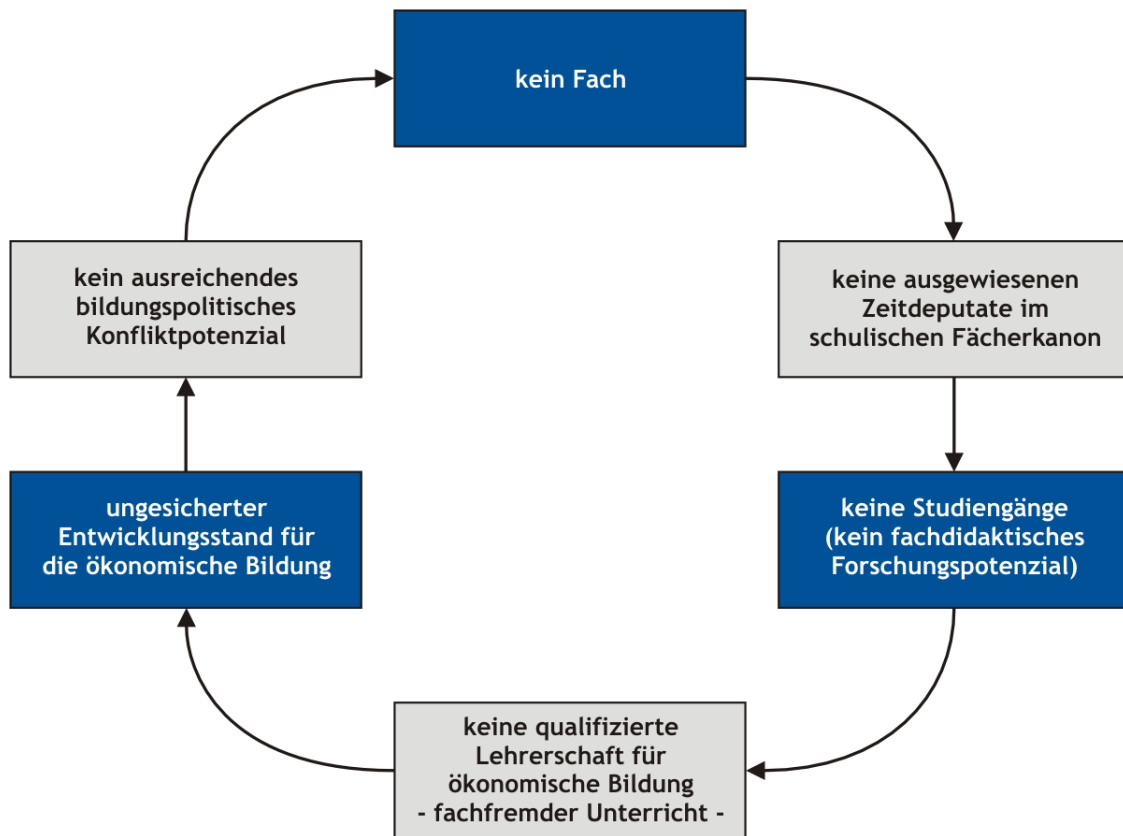 kein Fach
keine ausgewiesenen
Zeitdeputate im
schulischen Fächerkanon
keine Studiengänge
(kein fachdidaktisches
Forschungspotenzial)
keine qualifizierte
Lehrerschaft für
ökonomische Bildung
- fachfremder Unterricht -
ungesicherter
Entwicklungsstand für
die ökonomische Bildung
kein ausreichendes
bildungspolitisches
Konfliktpotenzial